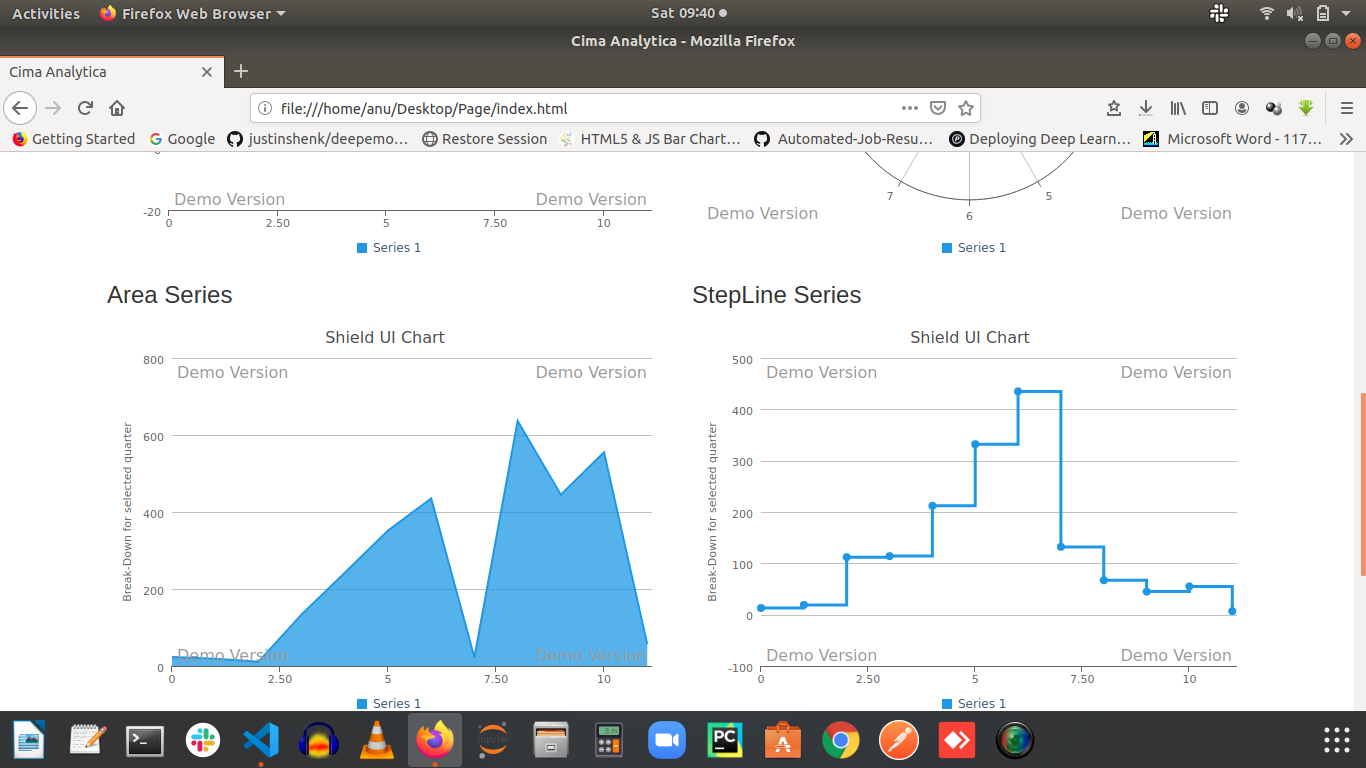 Activities Firefox Web Browser Sat 09:40
Cima Analytica - Mozilla Firefox
Cima Analytica
file:///home/anu/Desktop/Page/index.html
Getting Started Google justinshenk/deepemo… Restore Session HTML5 & JS Bar Chart… Automated-Job-Resu… Deploying Deep Learn… Microsoft Word - 117…
Demo Version Demo Version
-20
0 2.50 5 7.50 10
Series 1
7 6 5
Demo Version Demo Version
Series 1
Area Series
Shield UI Chart
Demo Version Demo Version
800
600
400
200
0
Break-Down for selected quarter
Demo Version Demo Version
0 2.50 5 7.50 10
Series 1
StepLine Series
Shield UI Chart
Demo Version Demo Version
500
400
300
200
100
0
-100
Break-Down for selected quarter
Demo Version Demo Version
0 2.50 5 7.50 10
Series 1
jupyter
PC